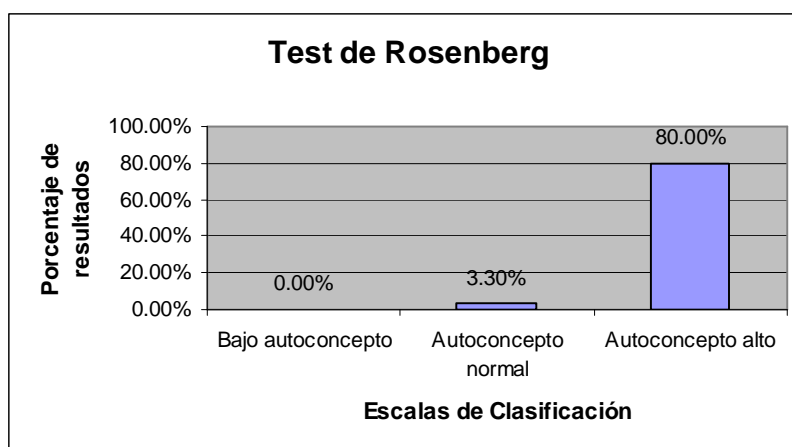 Test de Rosenberg
Porcentaje de
resultados
100.00%
80.00%
60.00%
40.00%
20.00%
0.00%
0.00%
3.30%
80.00%
Bajo autoconcepto
Autoconcepto
normal
Autoconcepto alto
Escalas de Clasificación